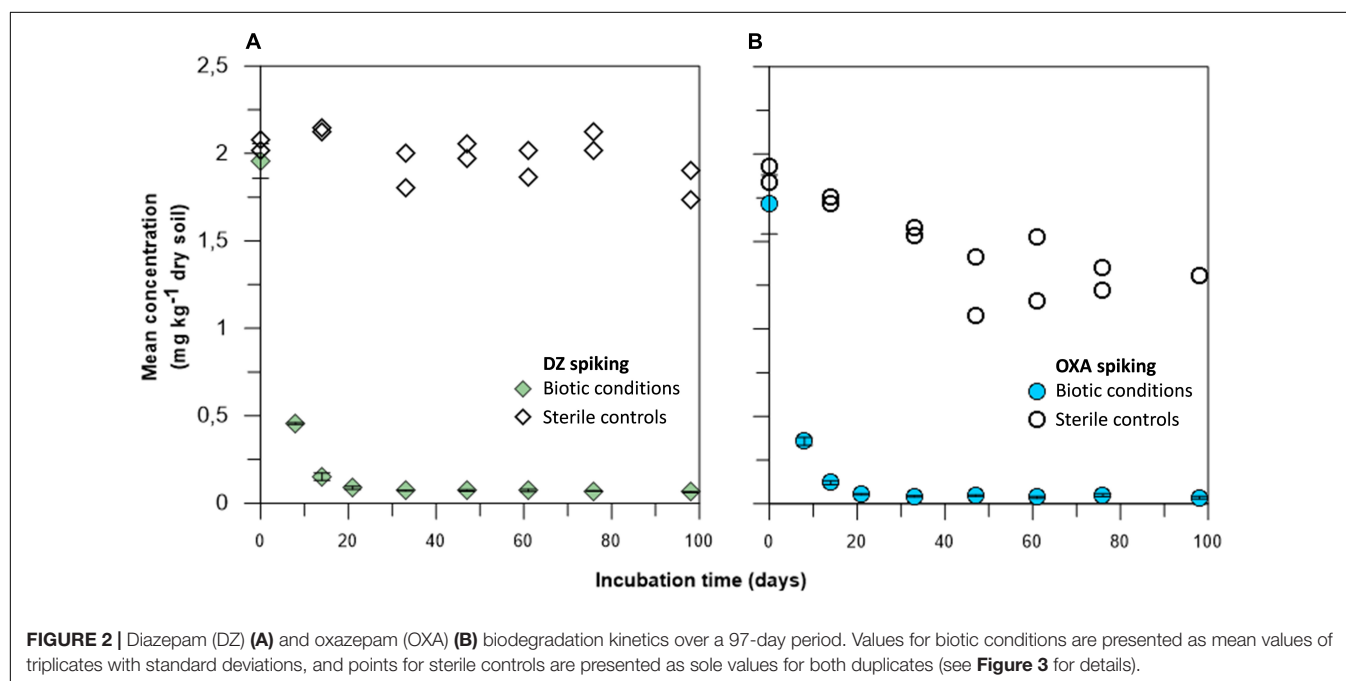 A
B
2,5
2
1,5
1
0,5
0
Mean concentration
(mg kg-1 dry soil)
DZ spiking
Biotic conditions
Sterile controls
OXA spiking
Biotic conditions
Sterile controls
0 20 40 60 80 100
0 20 40 60 80 100
Incubation time (days)
FIGURE 2 | Diazepam (DZ) (A) and oxazepam (OXA) (B) biodegradation kinetics over a 97-day period. Values for biotic conditions are presented as mean values of
triplicates with standard deviations, and points for sterile controls are presented as sole values for both duplicates (see Figure 3 for details).